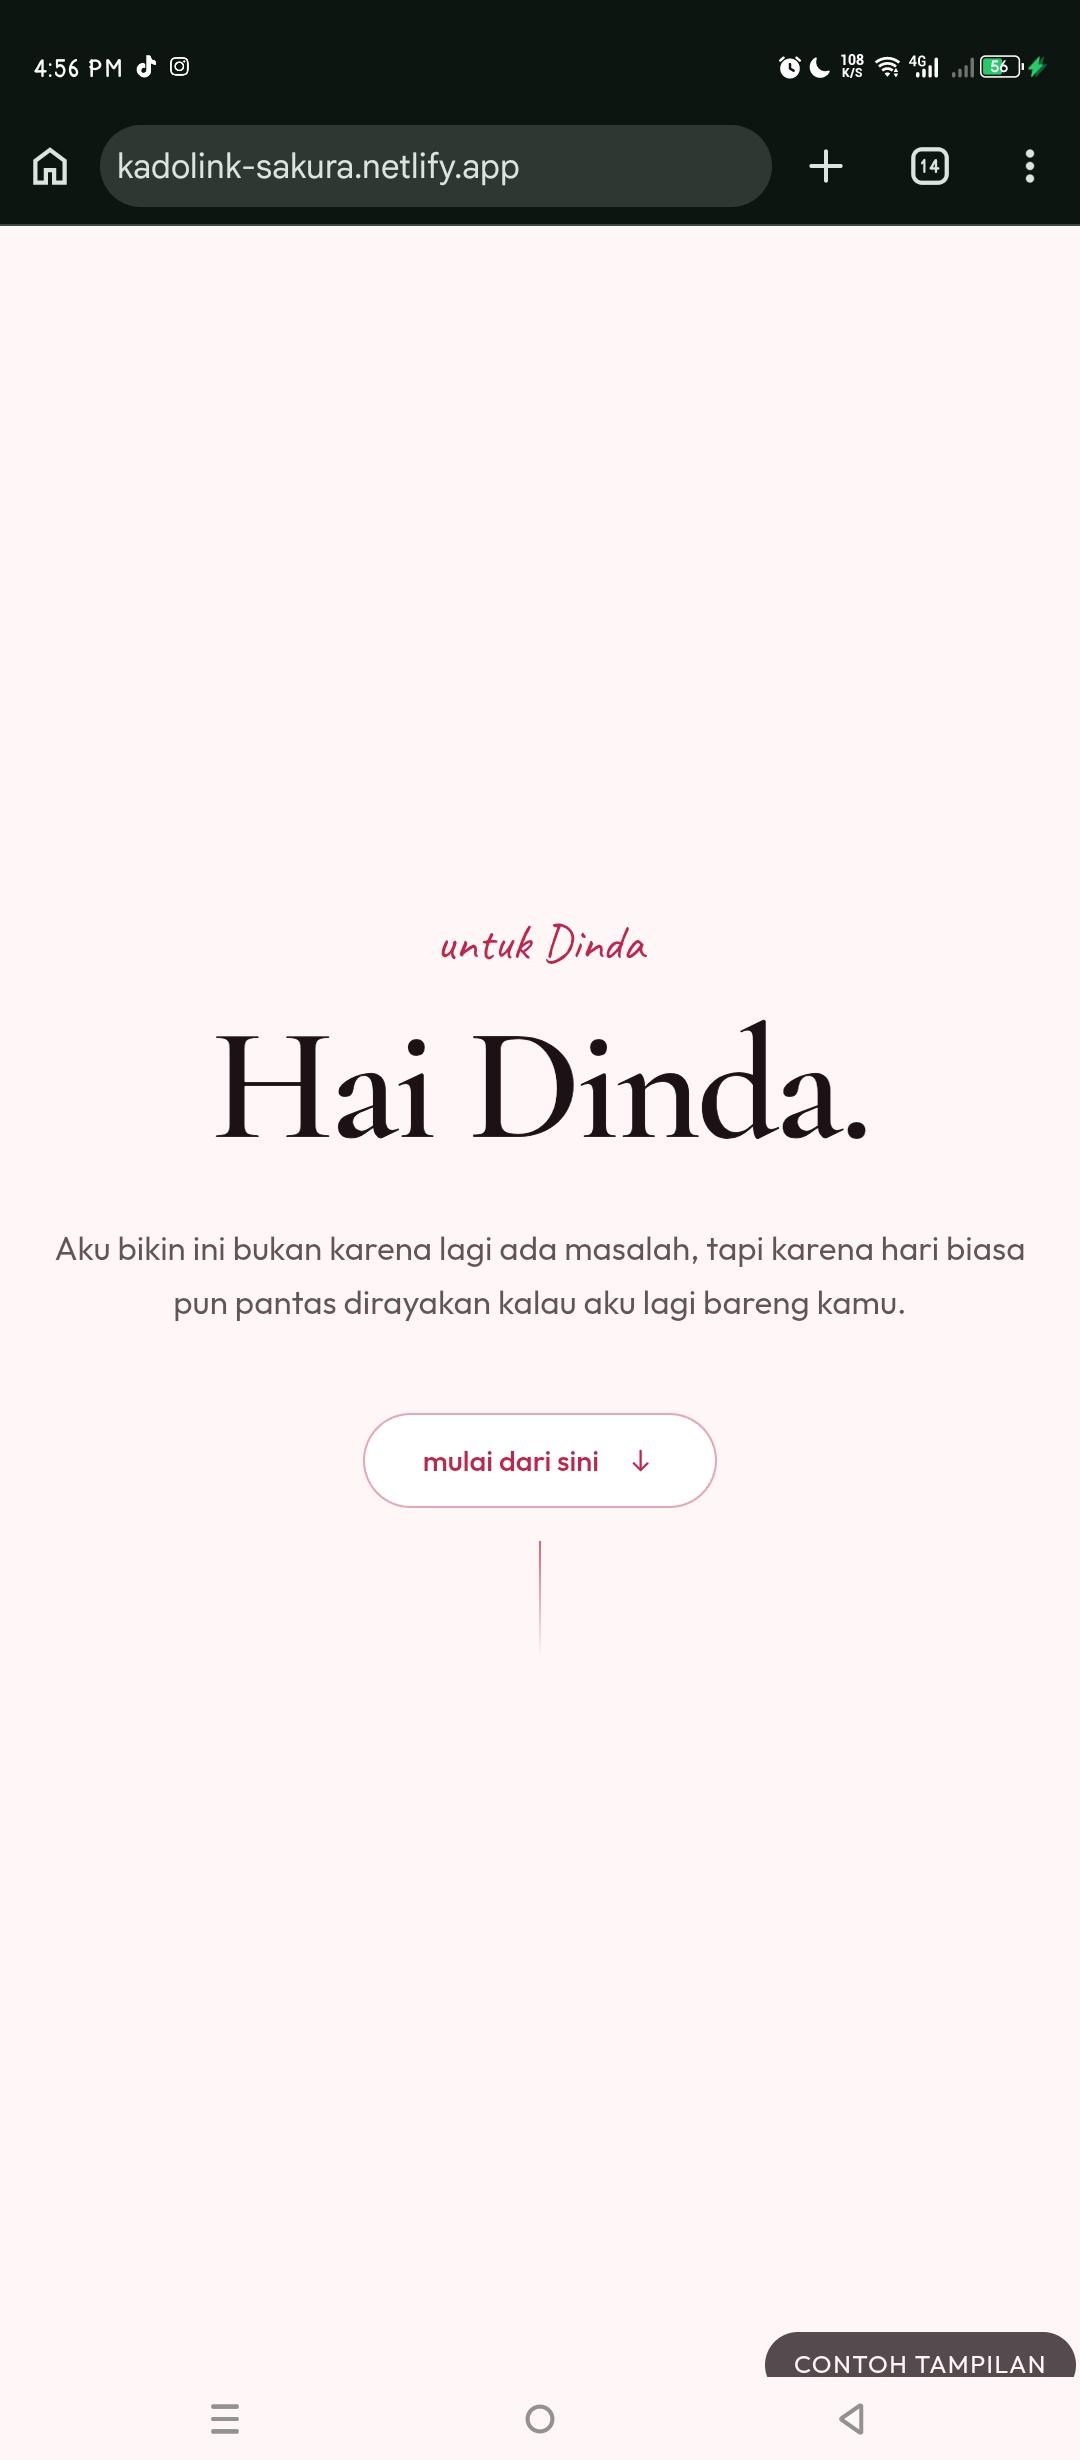 4:56 PM
108 K/S 4G 56
kadolink-sakura.netlify.app
14
untuk Dinda
Hai Dinda.
Aku bikin ini bukan karena lagi ada masalah, tapi karena hari biasa
pun pantas dirayakan kalau aku lagi bareng kamu.
mulai dari sini ↓
CONTOH TAMPILAN